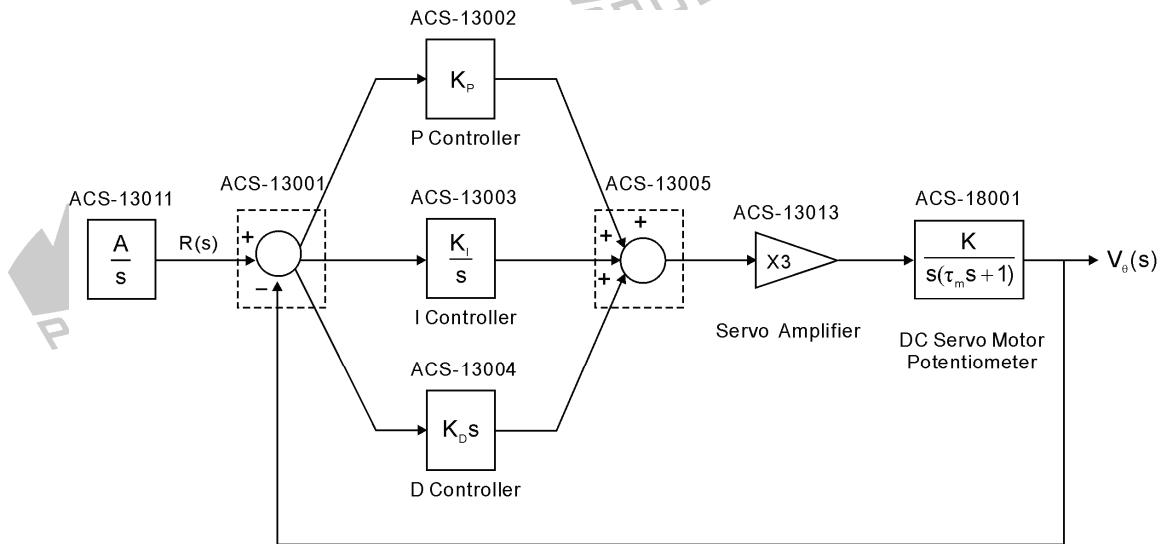 ACS-13002
K_P
P Controller
ACS-13011
A
s
R(s)
ACS-13001
+
−
ACS-13003
K_I
s
I Controller
ACS-13004
K_D s
D Controller
ACS-13005
+
+
+
ACS-13013
X3
Servo Amplifier
ACS-18001
K
s(τ_m s+1)
DC Servo Motor
Potentiometer
V_θ(s)